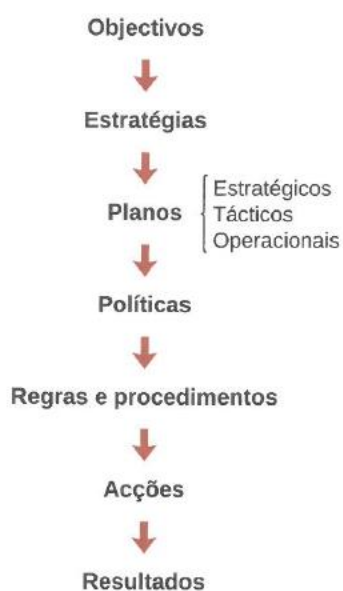 Objectivos
Estratégias
Planos
Estratégicos
Tácticos
Operacionais
Políticas
Regras e procedimentos
Acções
Resultados